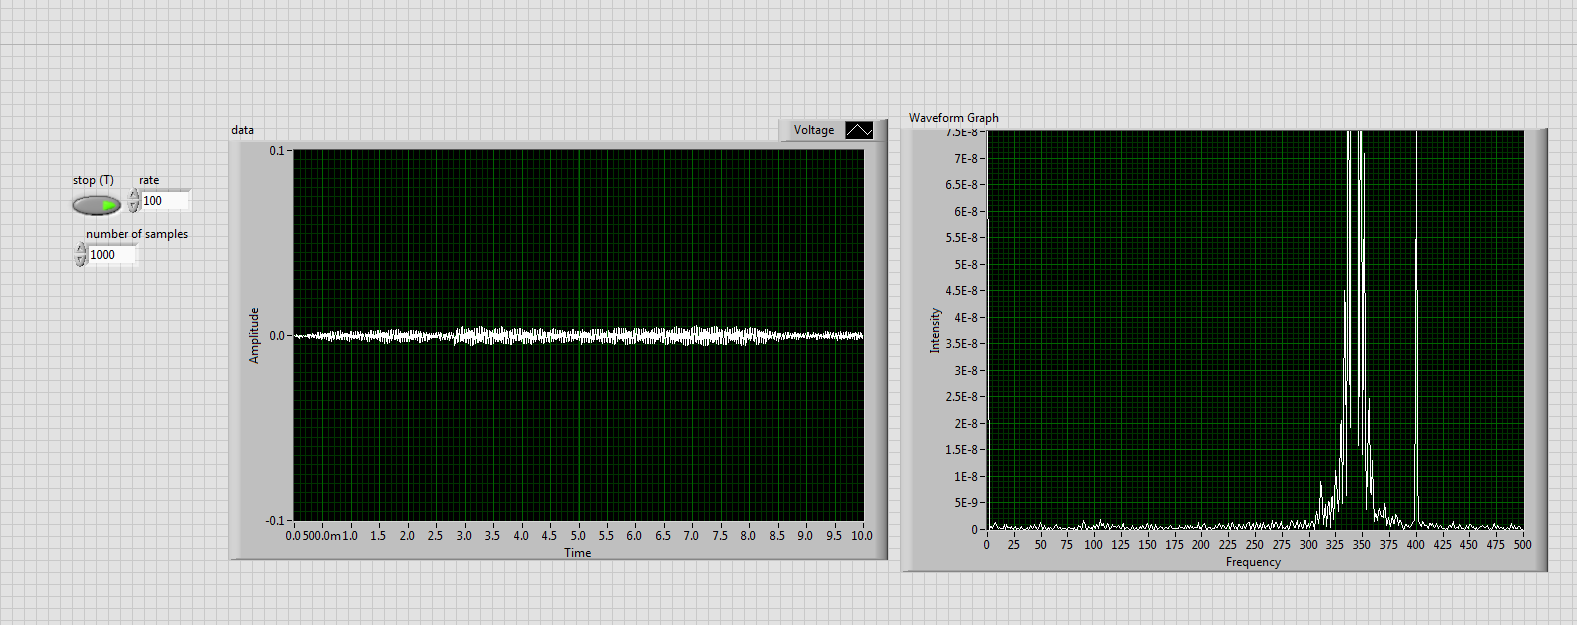 stop (T)
rate
100
number of samples
1000
data
Voltage
0.1
0.0
-0.1
Amplitude
0.0 500.0m 1.0 1.5 2.0 2.5 3.0 3.5 4.0 4.5 5.0 5.5 6.0 6.5 7.0 7.5 8.0 8.5 9.0 9.5 10.0
Time
Waveform Graph
7.5E-8
7E-8
6.5E-8
6E-8
5.5E-8
5E-8
4.5E-8
4E-8
3.5E-8
3E-8
2.5E-8
2E-8
1.5E-8
1E-8
5E-9
0
Intensity
0 25 50 75 100 125 150 175 200 225 250 275 300 325 350 375 400 425 450 475 500
Frequency